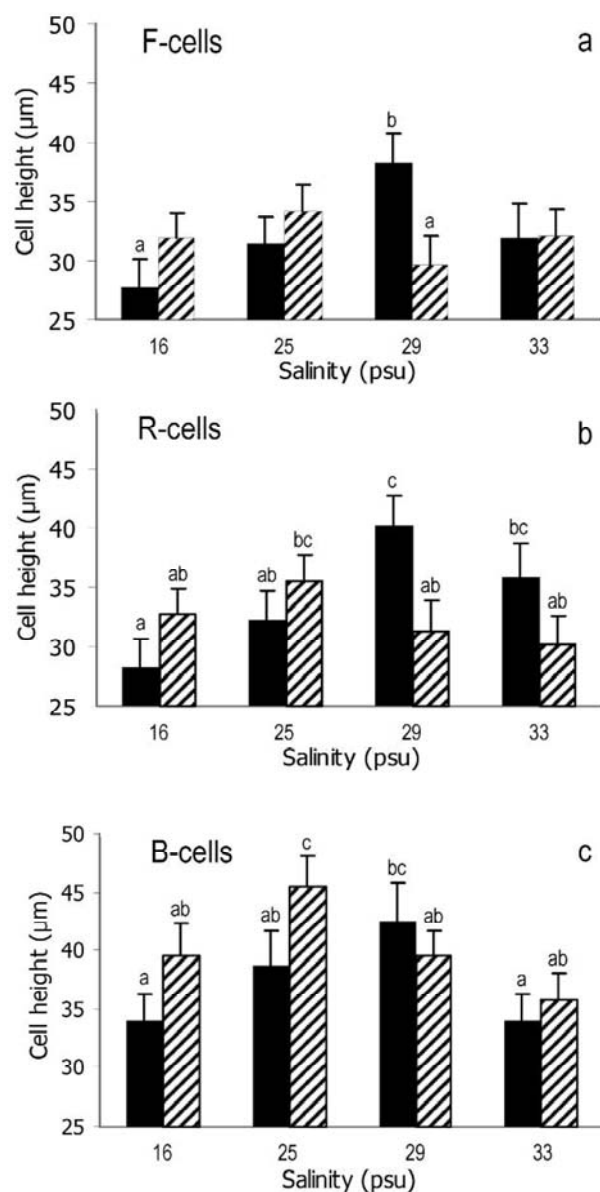 F-cells
a
Cell height (µm)
50
45
40
35
30
25
a
b
a
16
25
29
33
Salinity (psu)
R-cells
b
Cell height (µm)
50
45
40
35
30
25
a
ab
ab
bc
c
ab
bc
ab
16
25
29
33
Salinity (psu)
B-cells
c
Cell height (µm)
50
45
40
35
30
25
a
ab
ab
c
bc
ab
a
ab
16
25
29
33
Salinity (psu)